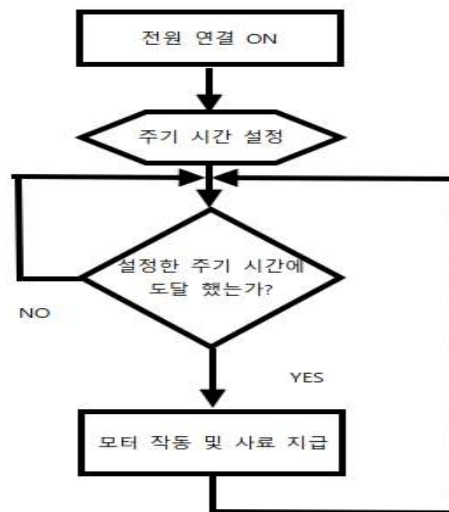 전원 연결 ON
주기 시간 설정
설정한 주기 시간에
도달 했는가?
NO
YES
모터 작동 및 사료 지급